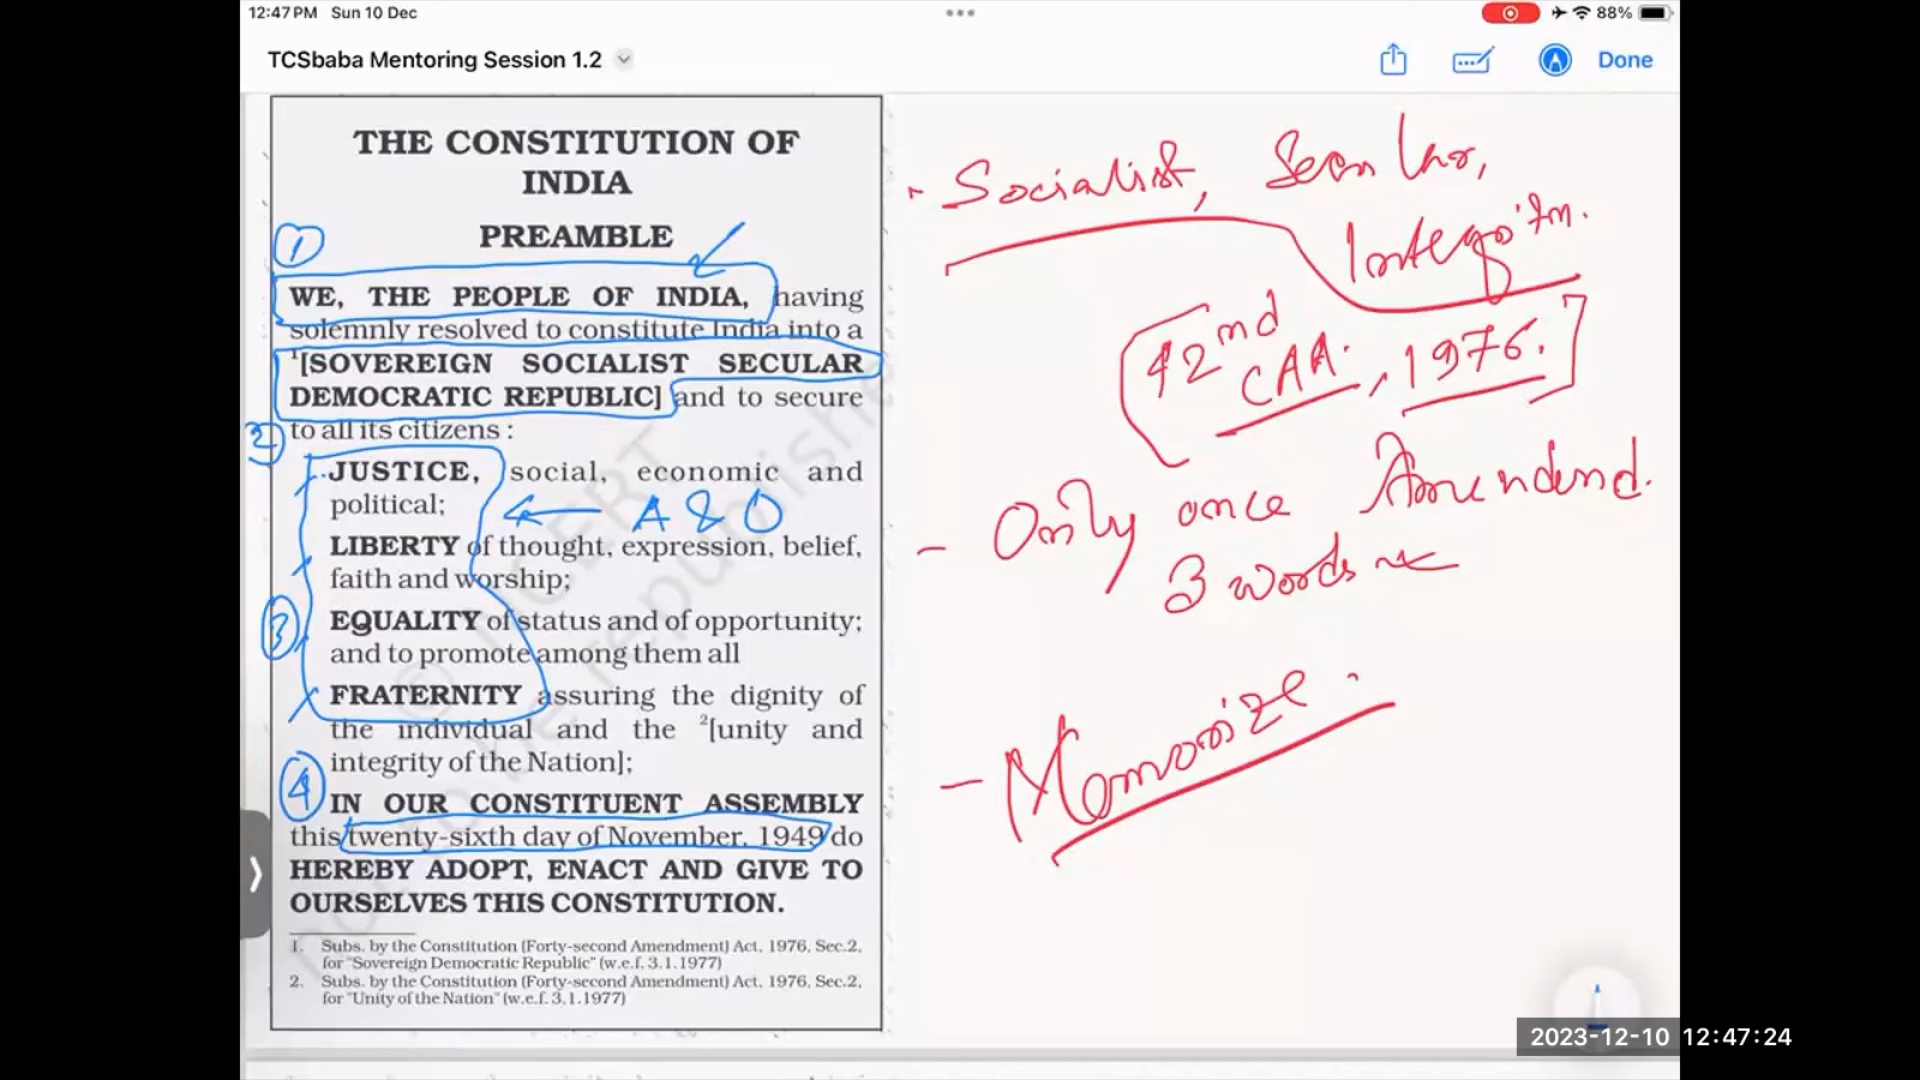 12:47 PM Sun 10 Dec
88%
TCSbaba Mentoring Session 1.2
Done
THE CONSTITUTION OF
INDIA
PREAMBLE
1
WE, THE PEOPLE OF INDIA, having
solemnly resolved to constitute India into a
1[SOVEREIGN SOCIALIST SECULAR
DEMOCRATIC REPUBLIC] and to secure
2
to all its citizens :
JUSTICE, social, economic and
political;
A & O
LIBERTY of thought, expression, belief,
faith and worship;
3
EQUALITY of status and of opportunity;
and to promote among them all
FRATERNITY assuring the dignity of
the individual and the 2[unity and
integrity of the Nation];
4
IN OUR CONSTITUENT ASSEMBLY
this twenty-sixth day of November, 1949 do
HEREBY ADOPT, ENACT AND GIVE TO
OURSELVES THIS CONSTITUTION.
1. Subs. by the Constitution (Forty-second Amendment) Act, 1976, Sec.2,
for "Sovereign Democratic Republic" (w.e.f. 3.1.1977)
2. Subs. by the Constitution (Forty-second Amendment) Act, 1976, Sec.2,
for "Unity of the Nation" (w.e.f. 3.1.1977)
© NCERT
not to be republished
- Socialist, Secular,
42nd
CAA. , 1976.
- Only once
3 words
- Memorize.
2023-12-10 12:47:24